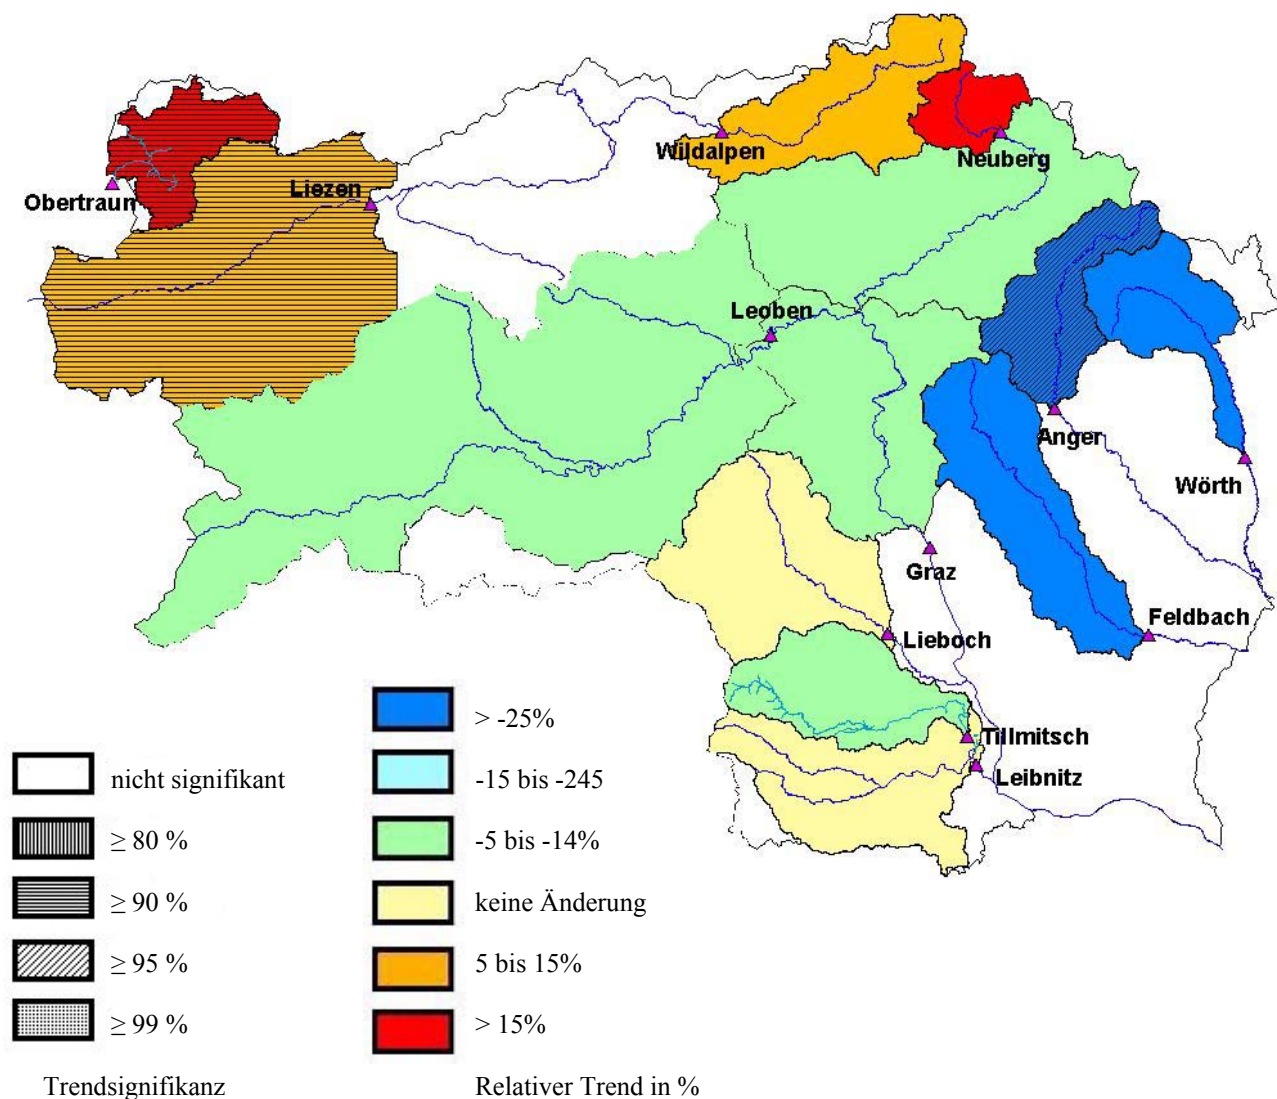 Wildalpen
Neuberg
Obertraun
Liezen
Leoben
Anger
Wörth
Graz
Feldbach
Lieboch
Tillmitsch
Leibnitz
nicht signifikant
≥ 80 %
≥ 90 %
≥ 95 %
≥ 99 %
Trendsignifikanz
> -25%
-15 bis -245
-5 bis -14%
keine Änderung
5 bis 15%
> 15%
Relativer Trend in %